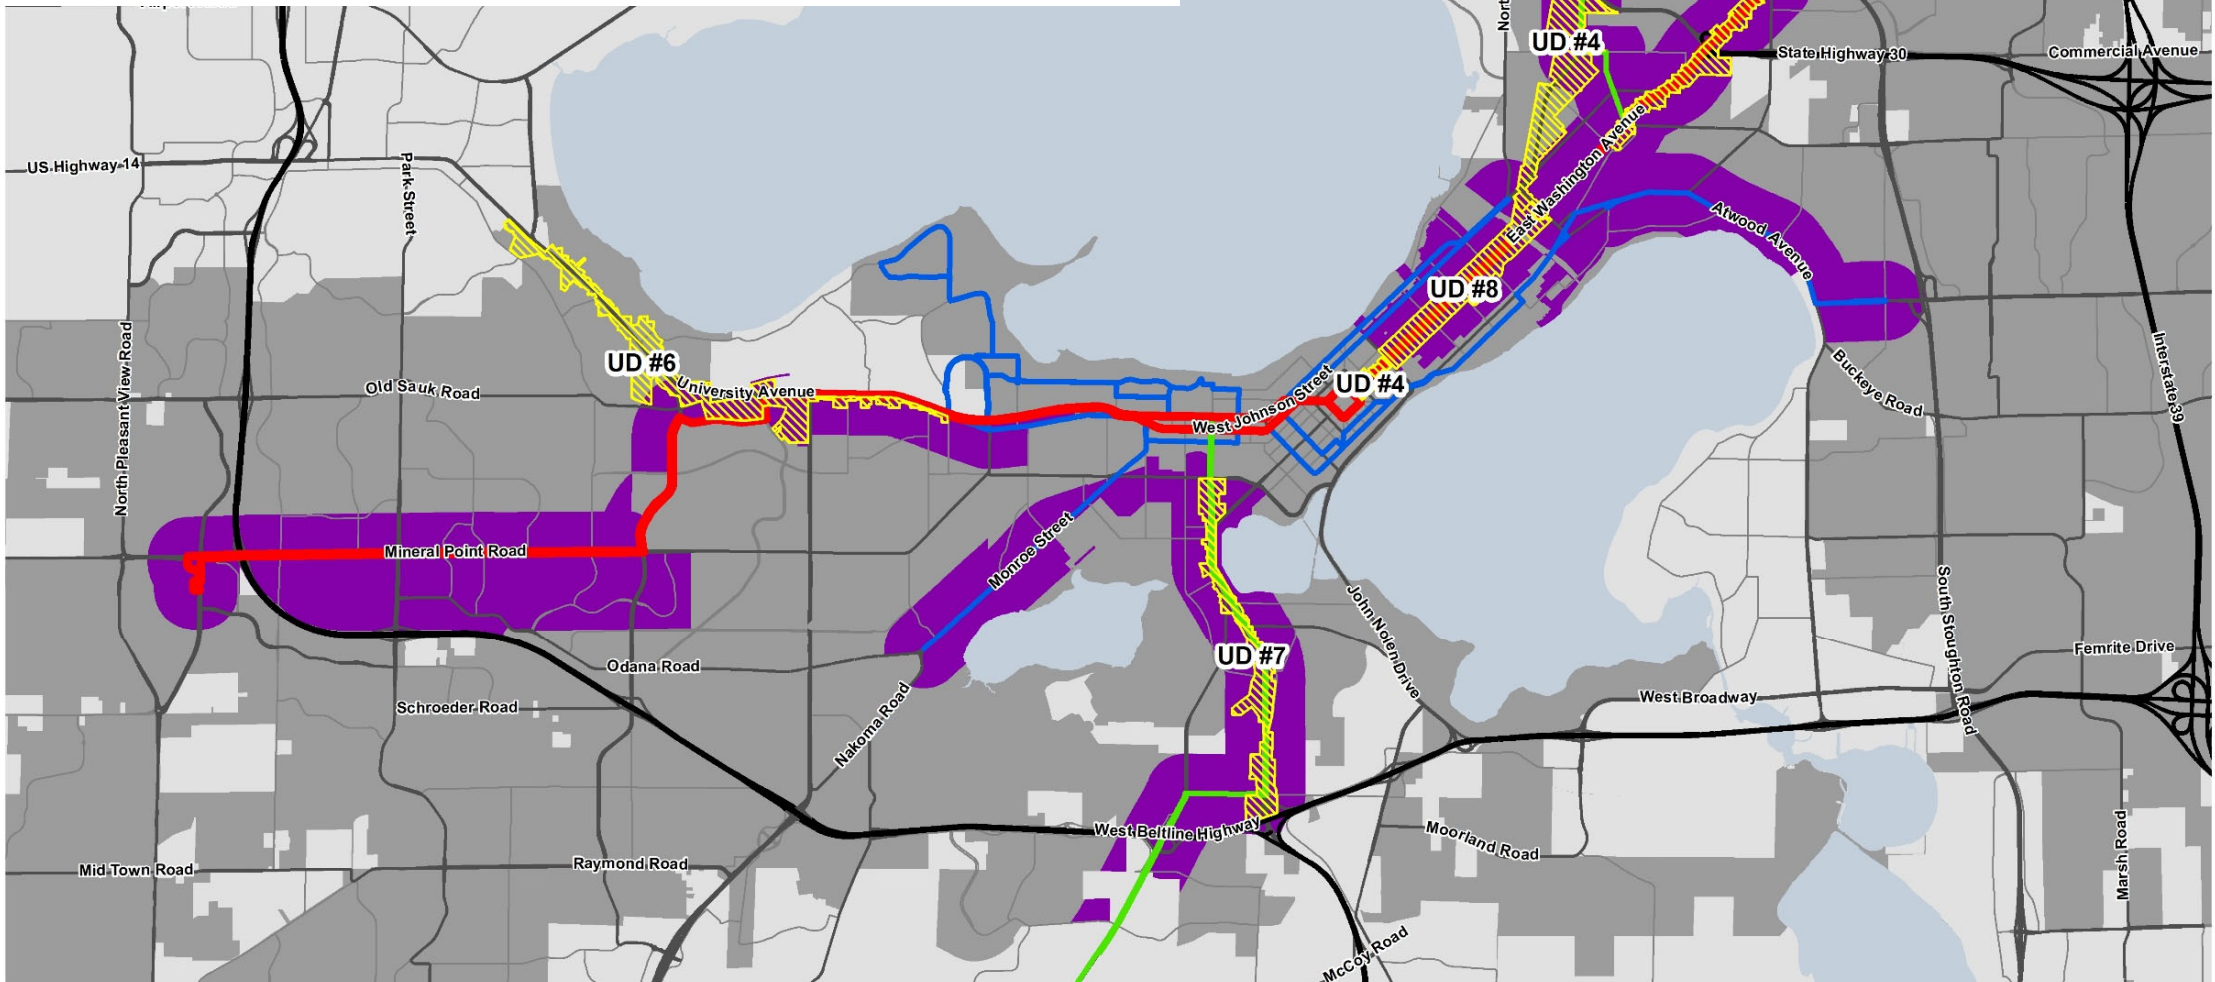 UD #4
State Highway 30
Commercial Avenue
US Highway 14
Park Street
East Washington Avenue
Atwood Avenue
UD #8
North Pleasant View Road
UD #6
University Avenue
Old Sauk Road
UD #4
West Johnson Street
Buckeye Road
Interstate 39
Mineral Point Road
Monroe Street
John Nolen Drive
South Stoughton Road
UD #7
Odana Road
Femrite Drive
West Broadway
Schroeder Road
Nakoma Road
West Beltline Highway
Moorland Road
Mid Town Road
Raymond Road
Marsh Road
McCoy Road